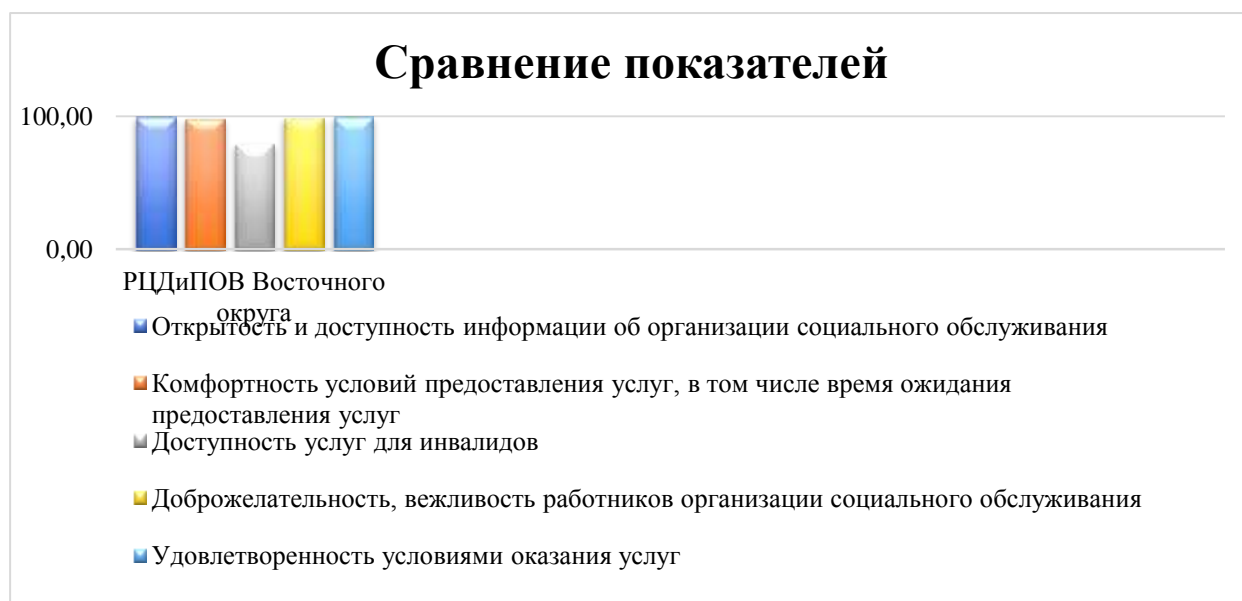 Сравнение показателей
100,00
0,00
РЦДиПОВ Восточного
округа
Открытость и доступность информации об организации социального обслуживания
Комфортность условий предоставления услуг, в том числе время ожидания
предоставления услуг
Доступность услуг для инвалидов
Доброжелательность, вежливость работников организации социального обслуживания
Удовлетворенность условиями оказания услуг